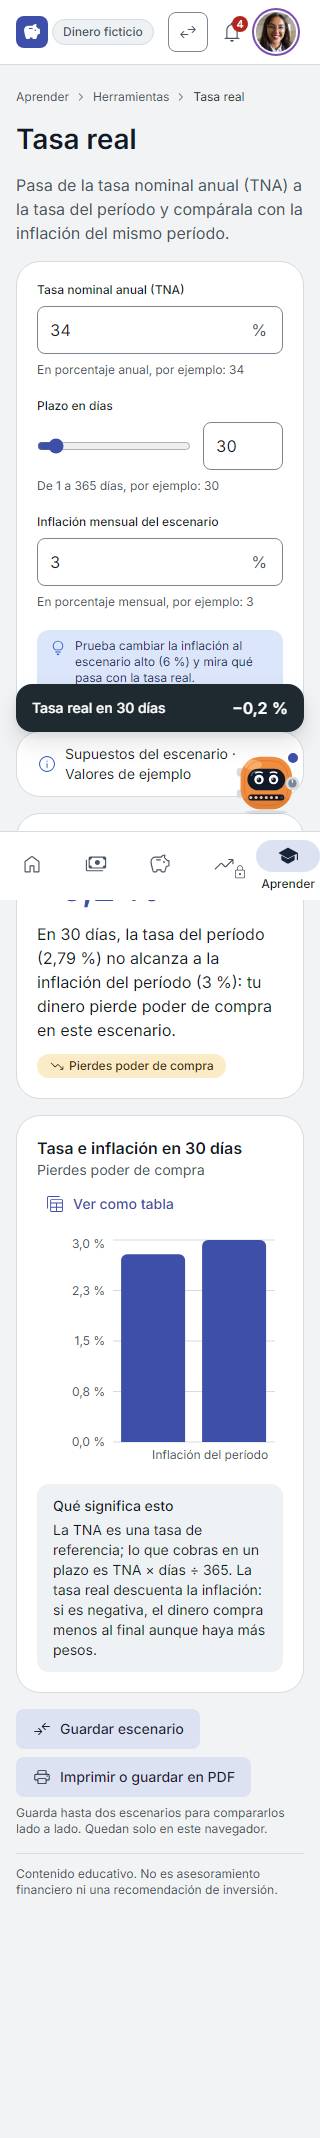 Dinero ficticio
4
Aprender > Herramientas > Tasa real
Tasa real
Pasa de la tasa nominal anual (TNA) a
la tasa del período y compárala con la
inflación del mismo período.
Tasa nominal anual (TNA)
34 %
En porcentaje anual, por ejemplo: 34
Plazo en días
30
De 1 a 365 días, por ejemplo: 30
Inflación mensual del escenario
3 %
En porcentaje mensual, por ejemplo: 3
Prueba cambiar la inflación al
escenario alto (6 %) y mira qué
pasa con la tasa real.
Tasa real en 30 días −0,2 %
Supuestos del escenario ·
Valores de ejemplo
Aprender
En 30 días, la tasa del período
(2,79 %) no alcanza a la
inflación del período (3 %): tu
dinero pierde poder de compra
en este escenario.
Pierdes poder de compra
Tasa e inflación en 30 días
Pierdes poder de compra
Ver como tabla
3,0 %
2,3 %
1,5 %
0,8 %
0,0 %
Inflación del período
Qué significa esto
La TNA es una tasa de
referencia; lo que cobras en un
plazo es TNA × días ÷ 365. La
tasa real descuenta la inflación:
si es negativa, el dinero compra
menos al final aunque haya más
pesos.
Guardar escenario
Imprimir o guardar en PDF
Guarda hasta dos escenarios para compararlos
lado a lado. Quedan solo en este navegador.
Contenido educativo. No es asesoramiento
financiero ni una recomendación de inversión.